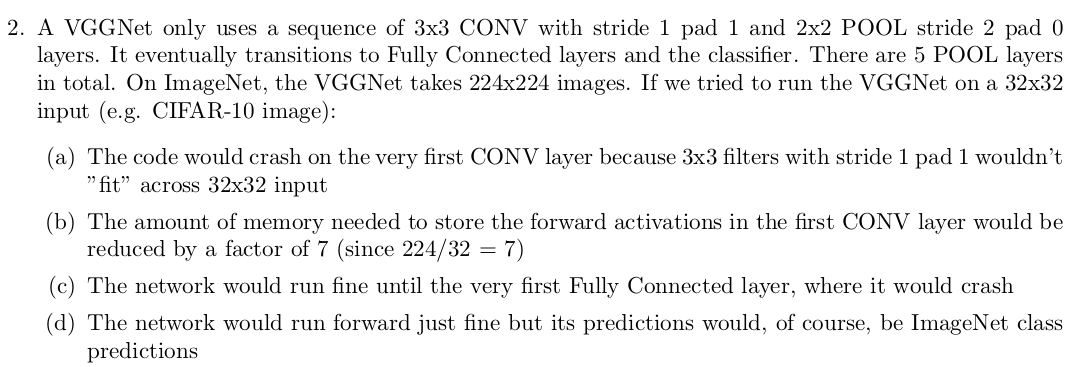 2. A VGGNet only uses a sequence of 3x3 CONV with stride 1 pad 1 and 2x2 POOL stride 2 pad 0
layers. It eventually transitions to Fully Connected layers and the classifier. There are 5 POOL layers
in total. On ImageNet, the VGGNet takes 224x224 images. If we tried to run the VGGNet on a 32x32
input (e.g. CIFAR-10 image):
(a) The code would crash on the very first CONV layer because 3x3 filters with stride 1 pad 1 wouldn't
"fit" across 32x32 input
(b) The amount of memory needed to store the forward activations in the first CONV layer would be
reduced by a factor of 7 (since 224/32 = 7)
(c) The network would run fine until the very first Fully Connected layer, where it would crash
(d) The network would run forward just fine but its predictions would, of course, be ImageNet class
predictions